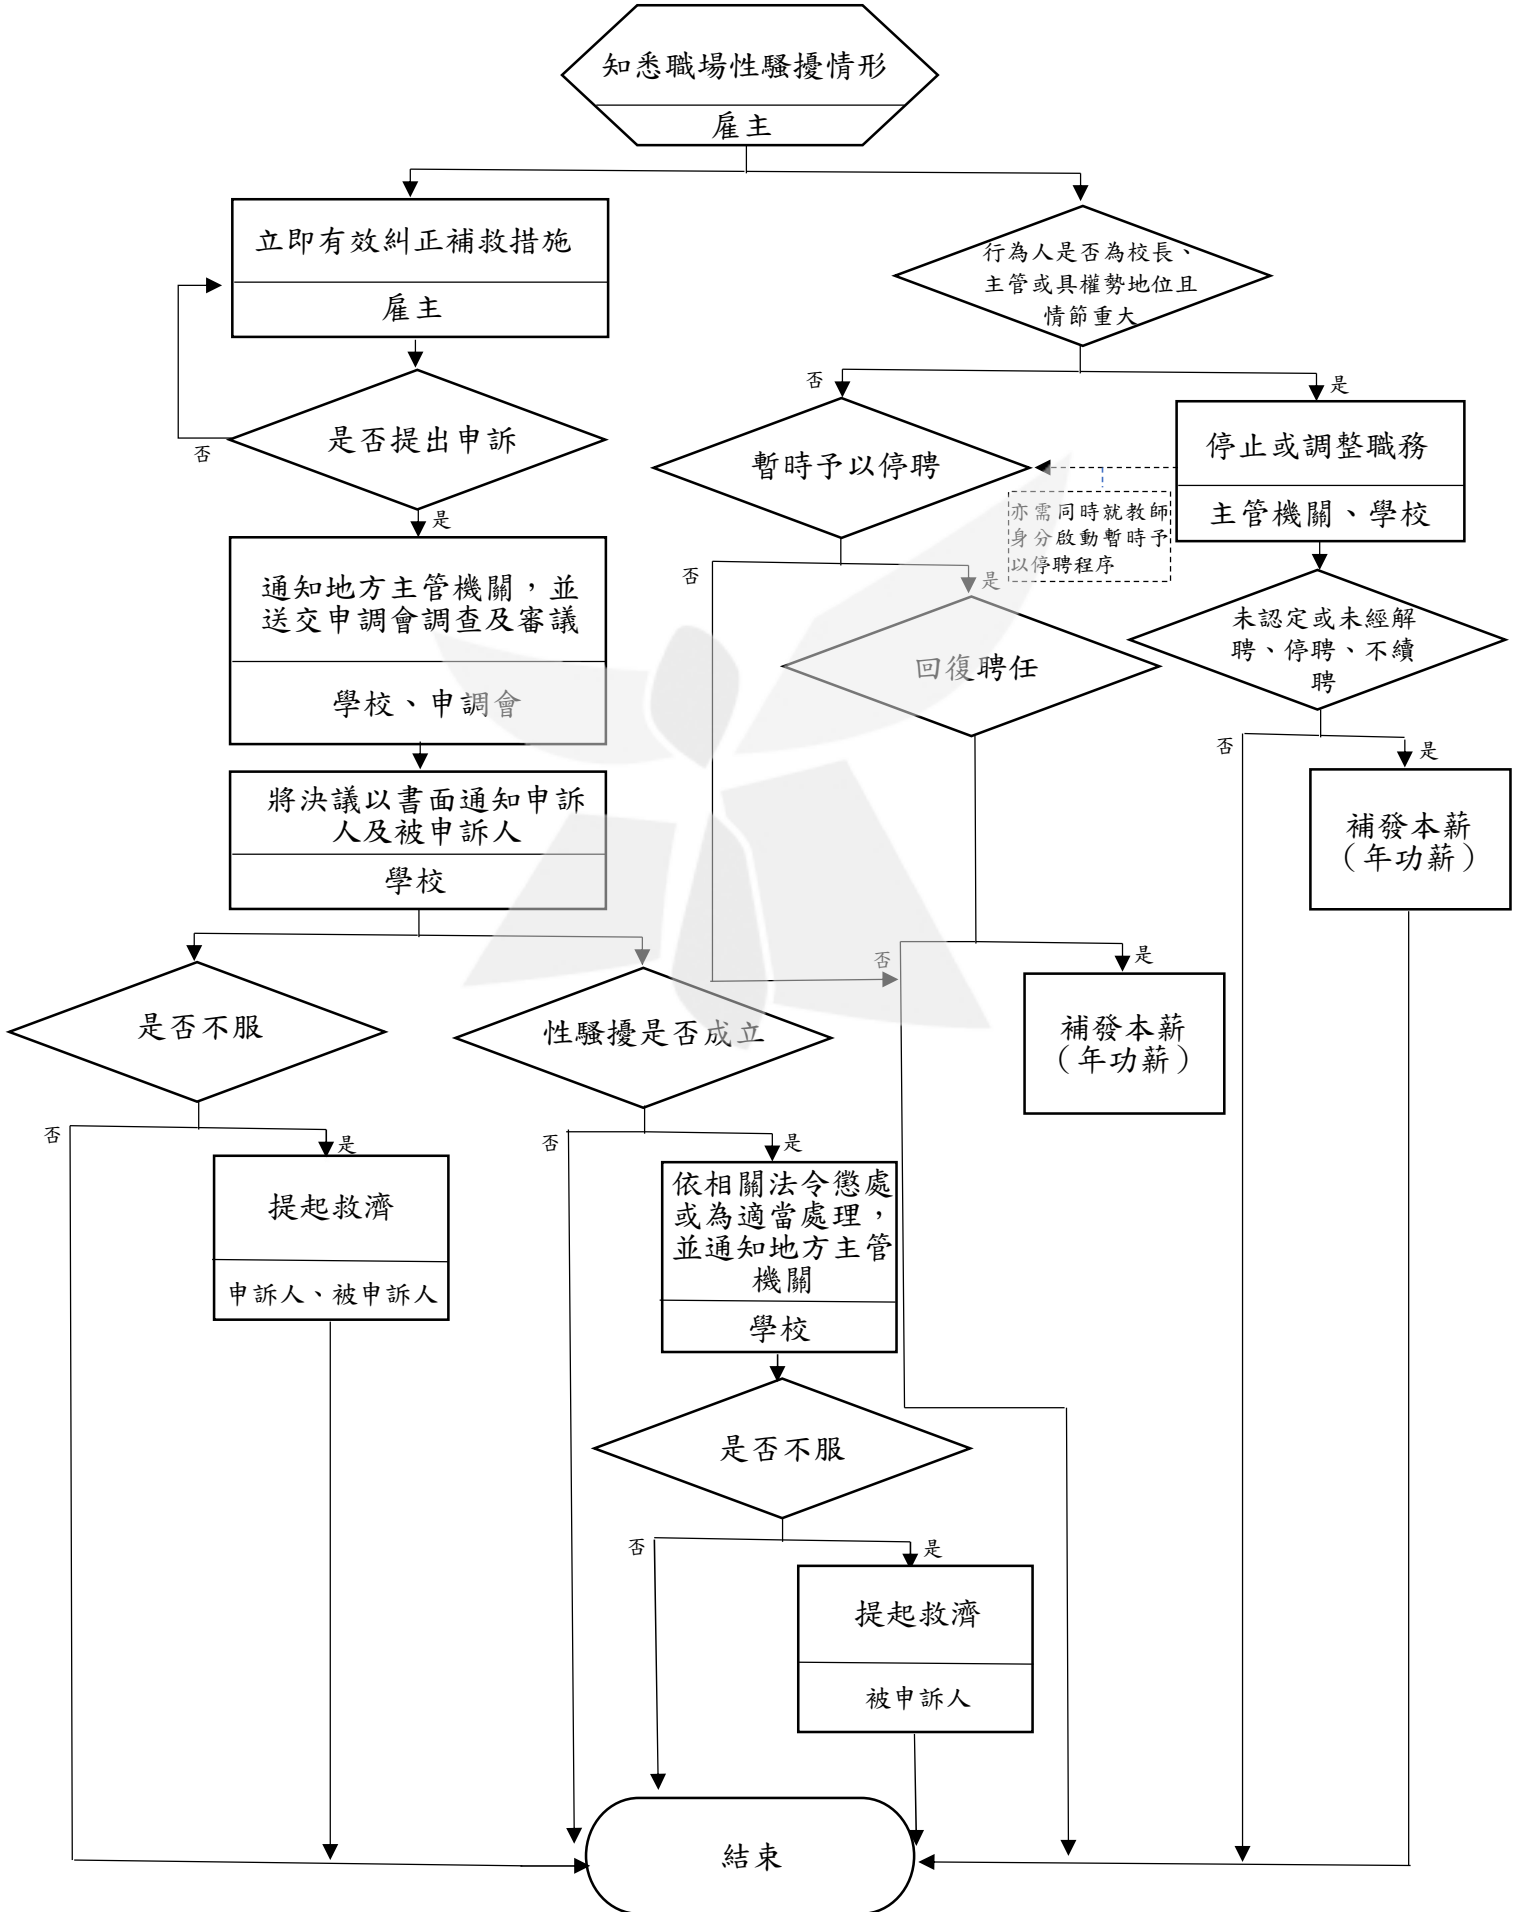 知悉職場性騷擾情形
雇主
立即有效糾正補救措施
雇主
行為人是否為校長、
主管或具權勢地位且
情節重大
否
是
是否提出申訴
否
是
暫時予以停聘
停止或調整職務
主管機關、學校
亦需同時就教師
身分啟動暫時予
以停聘程序
否
是
通知地方主管機關,並
送交申調會調查及審議
學校、申調會
回復聘任
未認定或未經解
聘、停聘、不續
聘
否
是
將決議以書面通知申訴
人及被申訴人
學校
補發本薪
(年功薪)
否
是
是否不服
性騷擾是否成立
補發本薪
(年功薪)
否
是
否
是
提起救濟
申訴人、被申訴人
依相關法令懲處
或為適當處理,
並通知地方主管
機關
學校
是否不服
否
是
提起救濟
被申訴人
結束